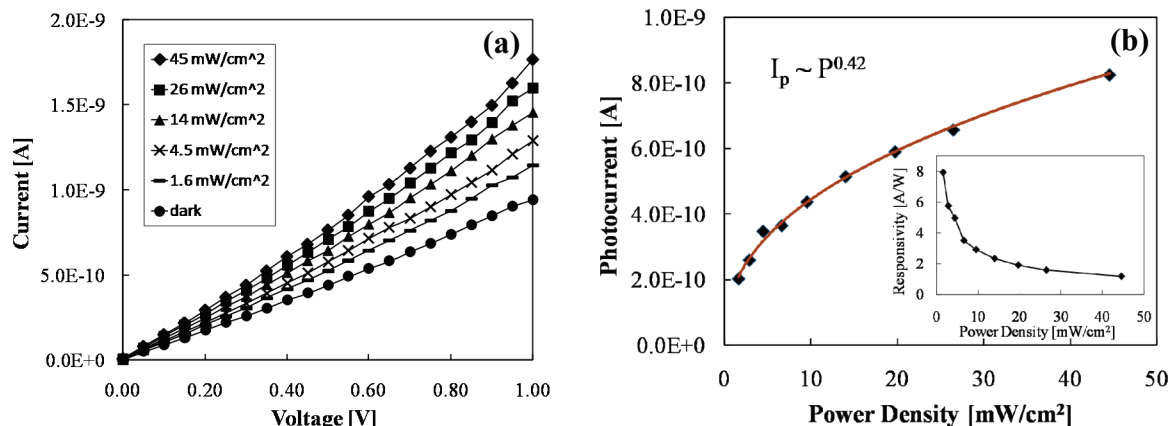 (a)
2.0E-9
1.5E-9
1.0E-9
5.0E-10
0.0E+0
Current [A]
45 mW/cm^2
26 mW/cm^2
14 mW/cm^2
4.5 mW/cm^2
1.6 mW/cm^2
dark
0.00 0.20 0.40 0.60 0.80 1.00
Voltage [V]
(b)
1.0E-9
8.0E-10
6.0E-10
4.0E-10
2.0E-10
0.0E+0
Photocurrent [A]
Iₚ ~ P⁰·⁴²
10
8
6
4
2
0
Responsivity [A/W]
0 10 20 30 40 50
Power Density [mW/cm²]
0 10 20 30 40 50
Power Density [mW/cm²]